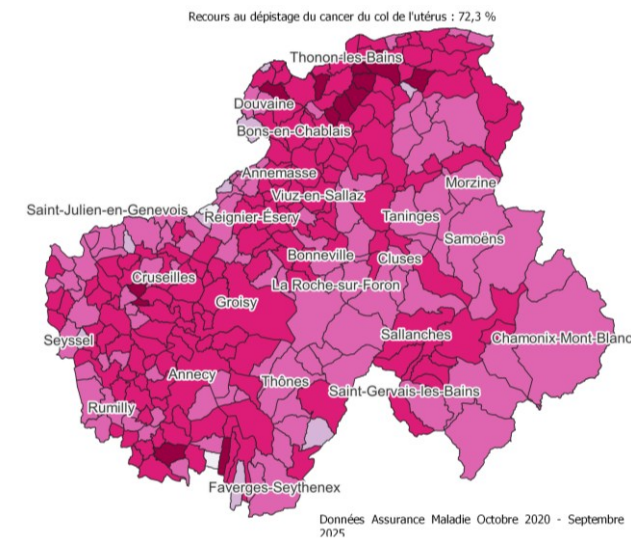 Recours au dépistage du cancer du col de l'utérus : 72,3 %
Thonon-les-Bains
Douvaine
Bons-en-Chablais
Annemasse
Morzine
Viuz-en-Sallaz
Saint-Julien-en-Genevois
Reignier-Ésery
Taninges
Samoëns
Bonneville
Cluses
Cruseilles
La Roche-sur-Foron
Groisy
Sallanches
Chamonix-Mont-Blanc
Seyssel
Annecy
Thônes
Saint-Gervais-les-Bains
Rumilly
Faverges-Seythenex
Données Assurance Maladie Octobre 2020 - Septembre
2025